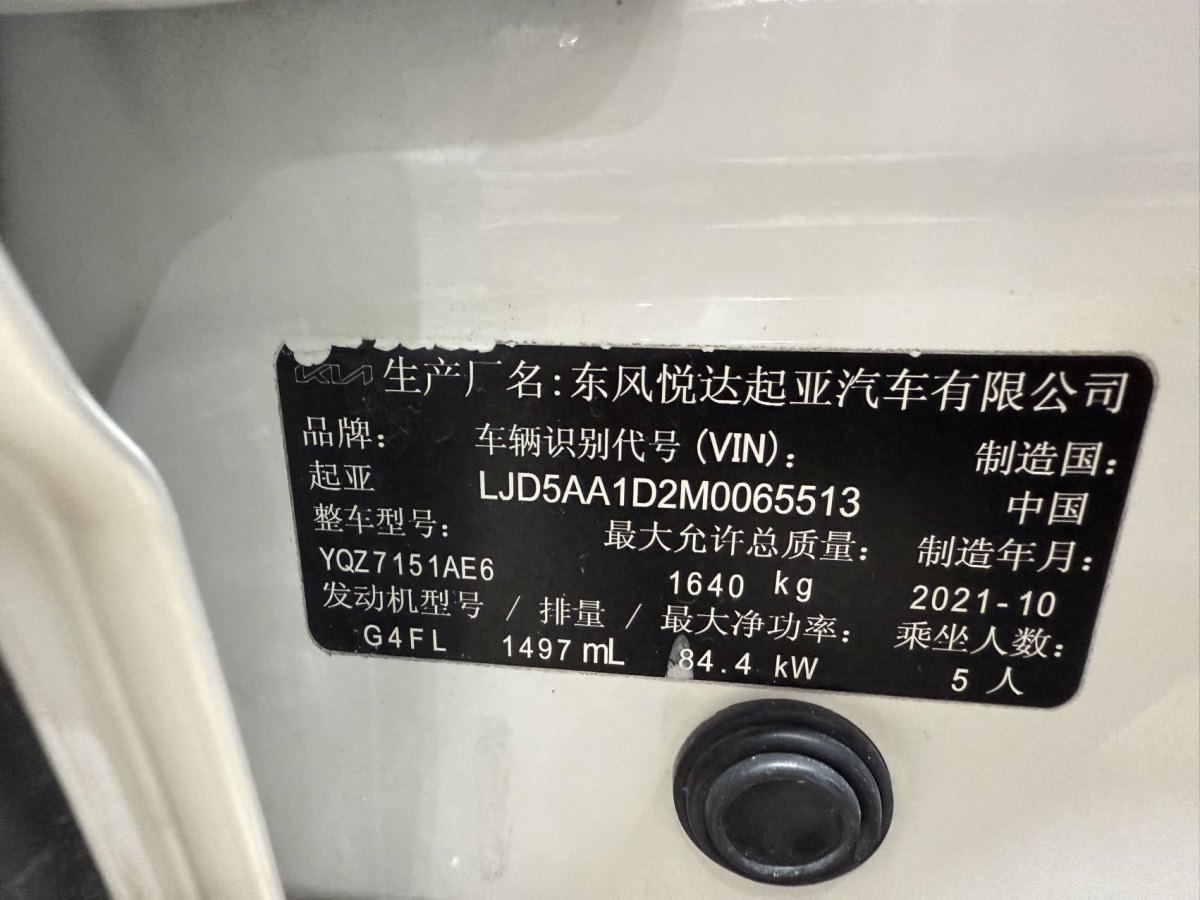 KIA 生产厂名:东风悦达起亚汽车有限公司
品牌: 车辆识别代号(VIN): 制造国:
起亚 LJD5AA1D2M0065513 中国
整车型号: 最大允许总质量: 制造年月:
YQZ7151AE6 1640 kg 2021-10
发动机型号 / 排量 / 最大净功率: 乘坐人数:
G4FL 1497 mL 84.4 kW 5 人